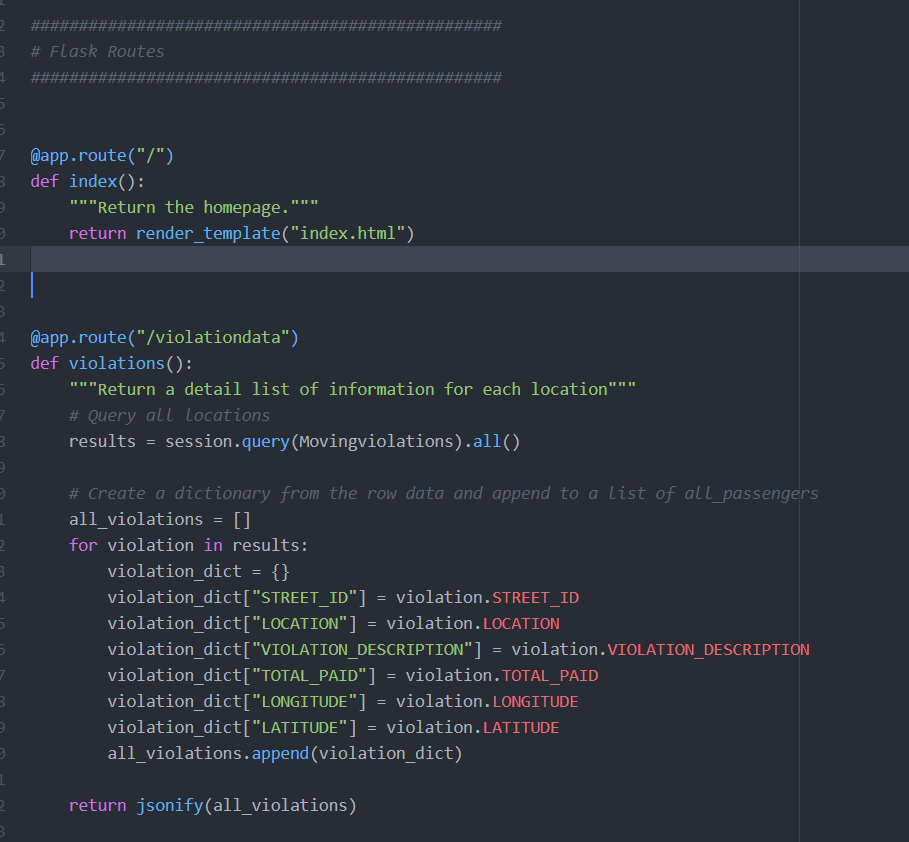 #################################################
# Flask Routes
#################################################
@app.route("/")
def index():
    """Return the homepage."""
    return render_template("index.html")
@app.route("/violationdata")
def violations():
    """Return a detail list of information for each location"""
    # Query all locations
    results = session.query(Movingviolations).all()
    # Create a dictionary from the row data and append to a list of all_passengers
    all_violations = []
    for violation in results:
        violation_dict = {}
        violation_dict["STREET_ID"] = violation.STREET_ID
        violation_dict["LOCATION"] = violation.LOCATION
        violation_dict["VIOLATION_DESCRIPTION"] = violation.VIOLATION_DESCRIPTION
        violation_dict["TOTAL_PAID"] = violation.TOTAL_PAID
        violation_dict["LONGITUDE"] = violation.LONGITUDE
        violation_dict["LATITUDE"] = violation.LATITUDE
        all_violations.append(violation_dict)
    return jsonify(all_violations)